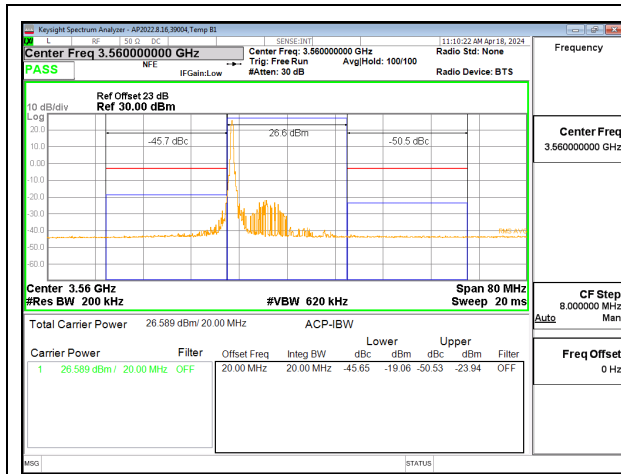 Keysight Spectrum Analyzer - AP2022.8.16,39004,Temp B1
L RF 50 Ω DC SENSE:INT 11:10:22 AM Apr 18, 2024
Center Freq 3.560000000 GHz
Center Freq: 3.560000000 GHz
Radio Std: None
Frequency
PASS
NFE
IFGain:Low
Trig: Free Run
Avg|Hold: 100/100
#Atten: 30 dB
Radio Device: BTS
Ref Offset 23 dB
10 dB/div Ref 30.00 dBm
Log
20.0
10.0
0.00
-10.0
-20.0
-30.0
-40.0
-50.0
-60.0
-45.7 dBc
26.6 dBm
-50.5 dBc
RMS AVG
Center Freq
3.560000000 GHz
Center 3.56 GHz
Span 80 MHz
#Res BW 200 kHz
#VBW 620 kHz
Sweep 20 ms
CF Step
8.000000 MHz
Auto Man
Freq Offset
0 Hz
Total Carrier Power 26.589 dBm/ 20.00 MHz ACP-IBW
Lower Upper
Carrier Power Filter Offset Freq Integ BW dBc dBm dBc dBm Filter
1 26.589 dBm / 20.00 MHz OFF 20.00 MHz 20.00 MHz -45.65 -19.06 -50.53 -23.94 OFF
MSG STATUS